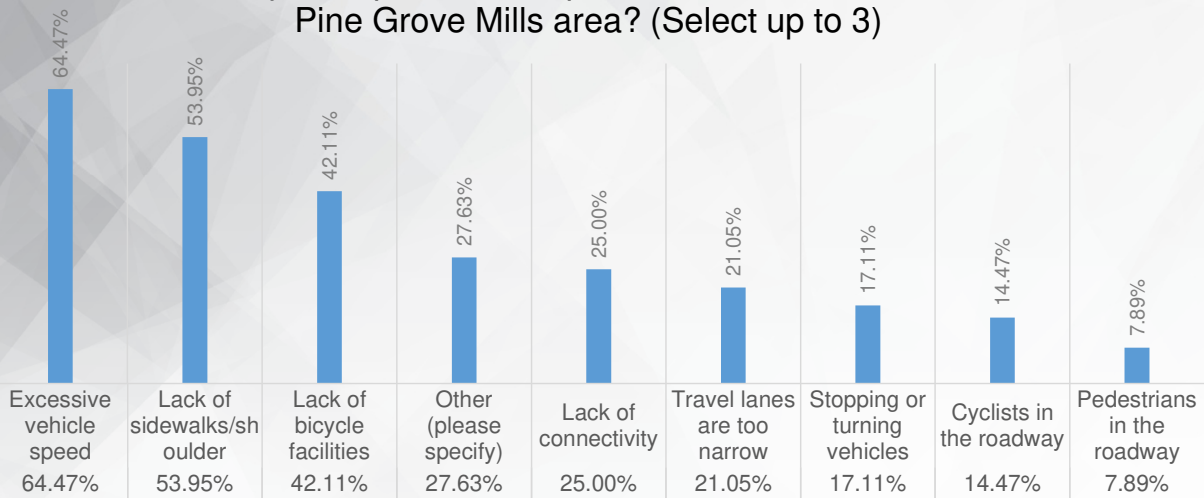 Pine Grove Mills area? (Select up to 3)
64.47%
53.95%
42.11%
27.63%
25.00%
21.05%
17.11%
14.47%
7.89%
Excessive
vehicle
speed
64.47%
Lack of
sidewalks/sh
oulder
53.95%
Lack of
bicycle
facilities
42.11%
Other
(please
specify)
27.63%
Lack of
connectivity
25.00%
Travel lanes
are too
narrow
21.05%
Stopping or
turning
vehicles
17.11%
Cyclists in
the roadway
14.47%
Pedestrians
in the
roadway
7.89%